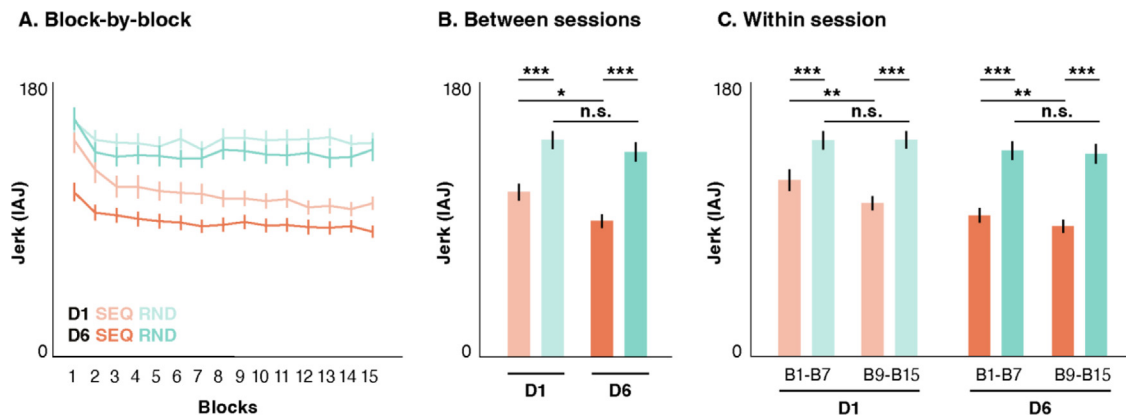 A. Block-by-block
B. Between sessions
C. Within session
180
Jerk (IAJ)
0
D1 SEQ RND
D6 SEQ RND
1 2 3 4 5 6 7 8 9 10 11 12 13 14 15
Blocks
180
Jerk (IAJ)
0
*** ***
*
n.s.
D1 D6
180
Jerk (IAJ)
0
*** *** *** ***
** **
n.s. n.s.
B1-B7 B9-B15 B1-B7 B9-B15
D1 D6